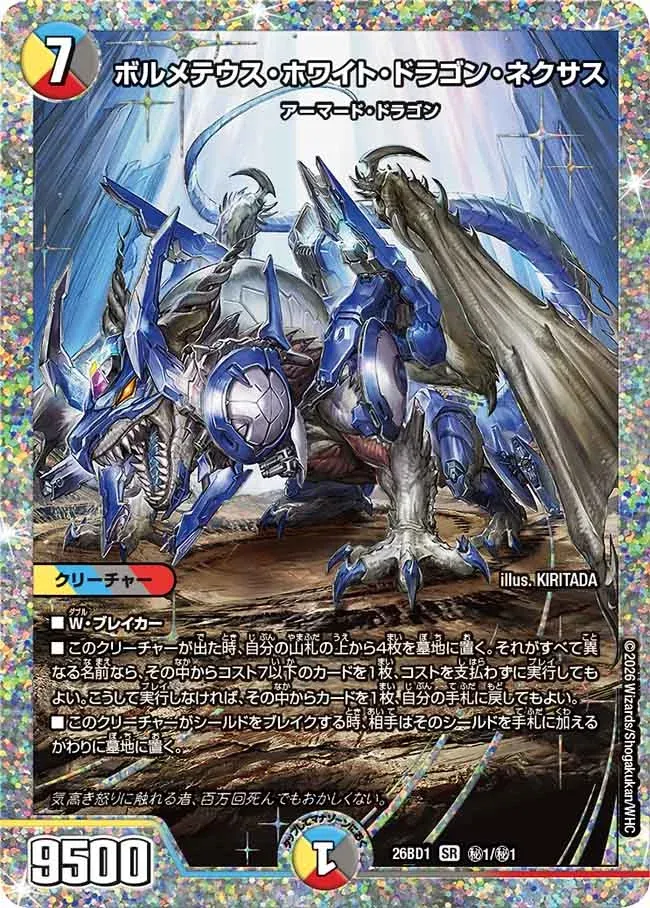 7
ボルメテウス・ホワイト・ドラゴン・ネクサス
アーマード・ドラゴン
クリーチャー
illus. KIRITADA
■W・ブレイカー
■このクリーチャーが出た時、自分の山札の上から4枚を墓地に置く。それがすべて異
なる名前なら、その中からコスト7以下のカードを1枚、コストを支払わずに実行しても
よい。こうして実行しなければ、その中からカードを1枚、自分の手札に戻してもよい。
■このクリーチャーがシールドをブレイクする時、相手はそのシールドを手札に加える
かわりに墓地に置く。
気高き怒りに触れる者、百万回死んでもおかしくない。
©2026 Wizards/Shogakukan/WHC
9500
1
26BD1 SR ㊙1/㊙1